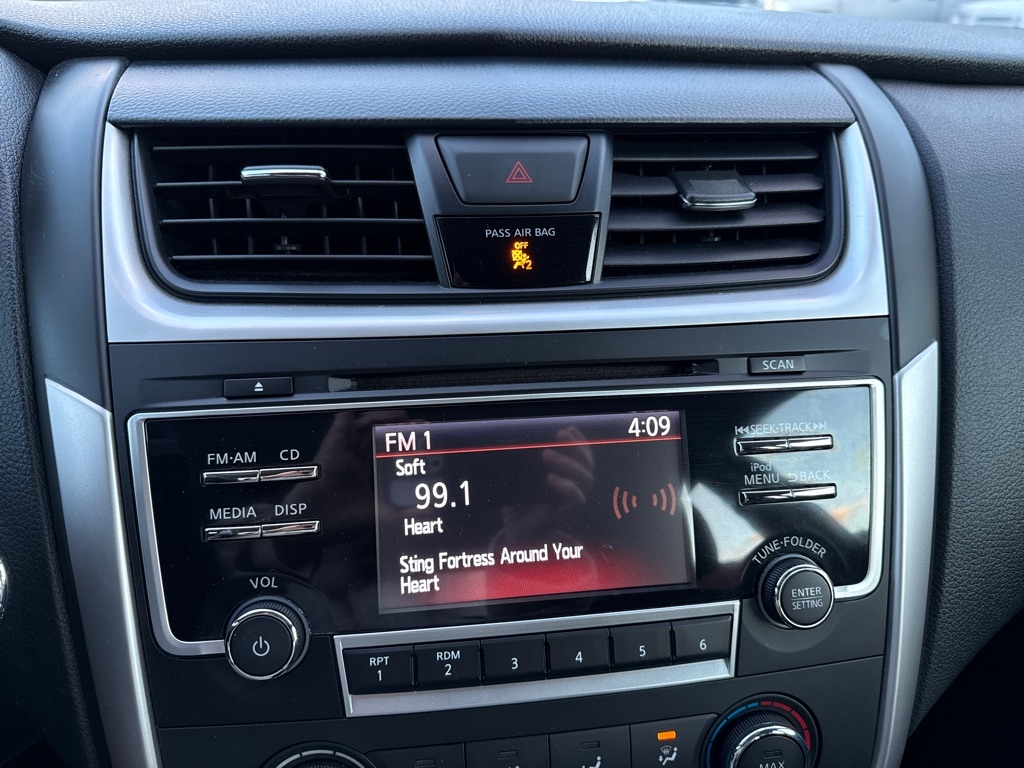 PASS AIR BAG
OFF
2
SCAN
FM·AM CD
MEDIA DISP
VOL
FM 1 4:09
Soft
99.1
Heart
Sting Fortress Around Your
Heart
SEEK·TRACK
iPod
MENU BACK
TUNE·FOLDER
ENTER
SETTING
RPT
1
RDM
2
3
4
5
6
MAX